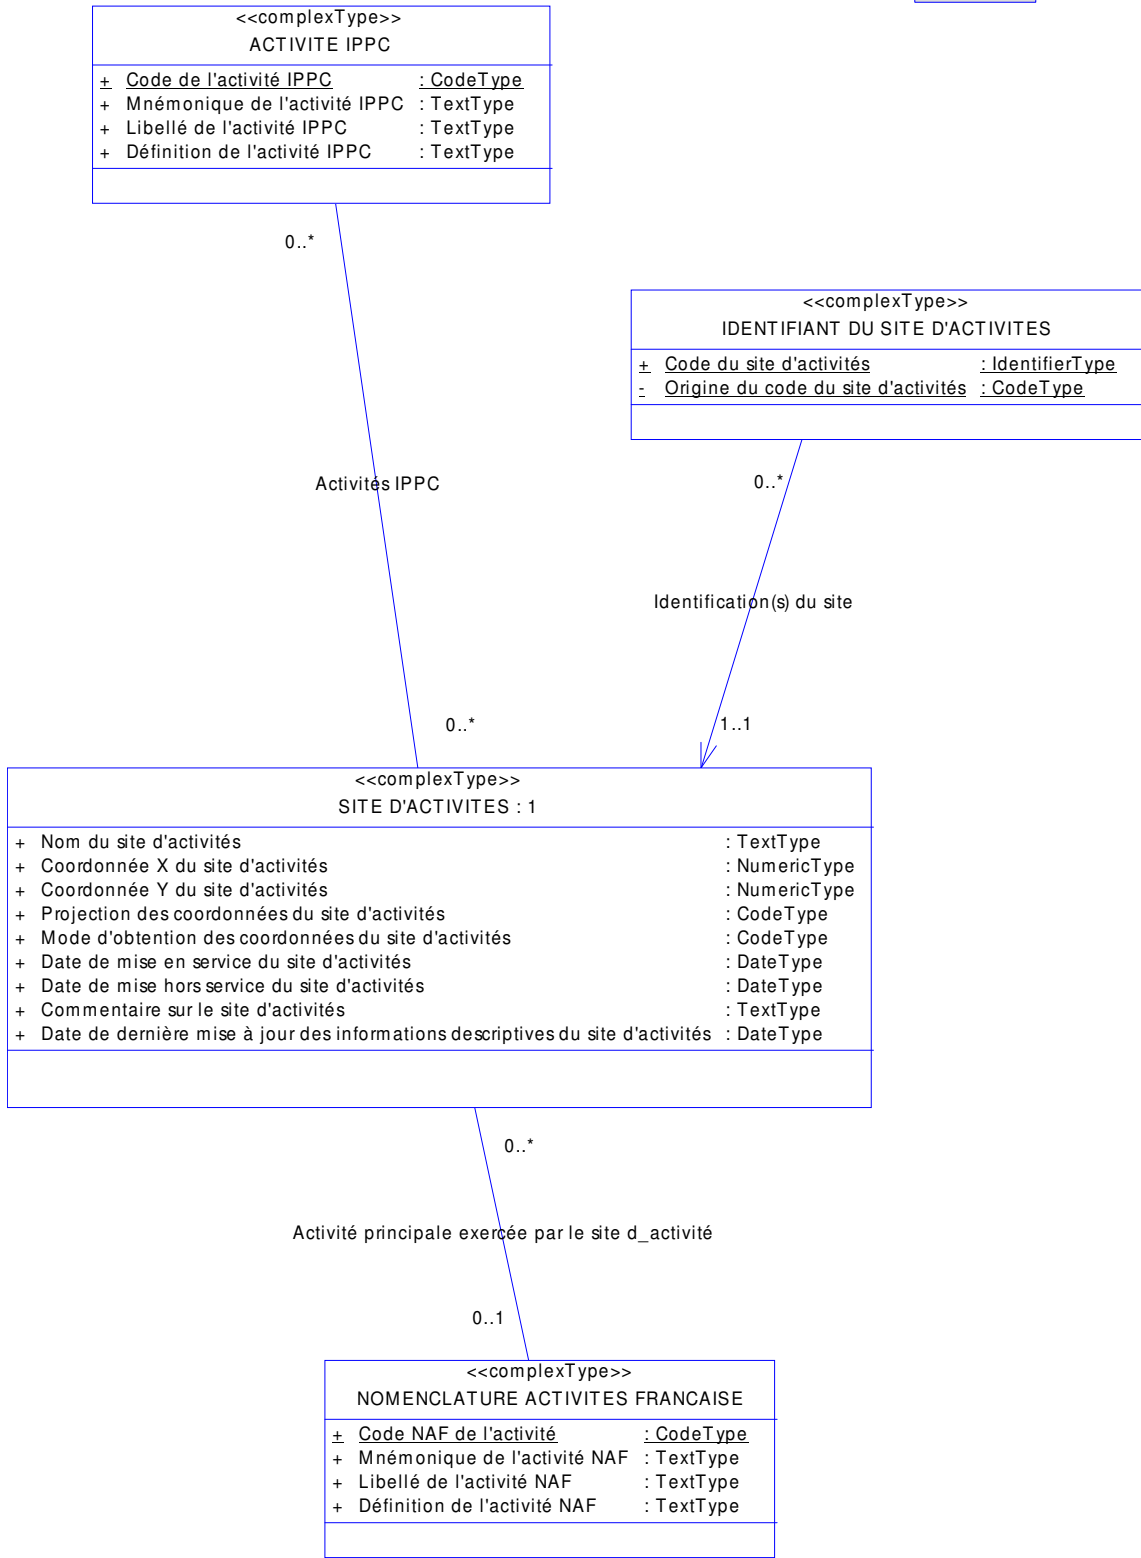 <<complexType>>
ACTIVITE IPPC
+ Code de l'activité IPPC : CodeType
+ Mnémonique de l'activité IPPC : TextType
+ Libellé de l'activité IPPC : TextType
+ Définition de l'activité IPPC : TextType
0..*
<<complexType>>
IDENTIFIANT DU SITE D'ACTIVITES
+ Code du site d'activités : IdentifierType
- Origine du code du site d'activités : CodeType
Activités IPPC
0..*
Identification(s) du site
0..*
1..1
<<complexType>>
SITE D'ACTIVITES : 1
+ Nom du site d'activités : TextType
+ Coordonnée X du site d'activités : NumericType
+ Coordonnée Y du site d'activités : NumericType
+ Projection des coordonnées du site d'activités : CodeType
+ Mode d'obtention des coordonnées du site d'activités : CodeType
+ Date de mise en service du site d'activités : DateType
+ Date de mise hors service du site d'activités : DateType
+ Commentaire sur le site d'activités : TextType
+ Date de dernière mise à jour des informations descriptives du site d'activités : DateType
0..*
Activité principale exercée par le site d_activité
0..1
<<complexType>>
NOMENCLATURE ACTIVITES FRANCAISE
+ Code NAF de l'activité : CodeType
+ Mnémonique de l'activité NAF : TextType
+ Libellé de l'activité NAF : TextType
+ Définition de l'activité NAF : TextType